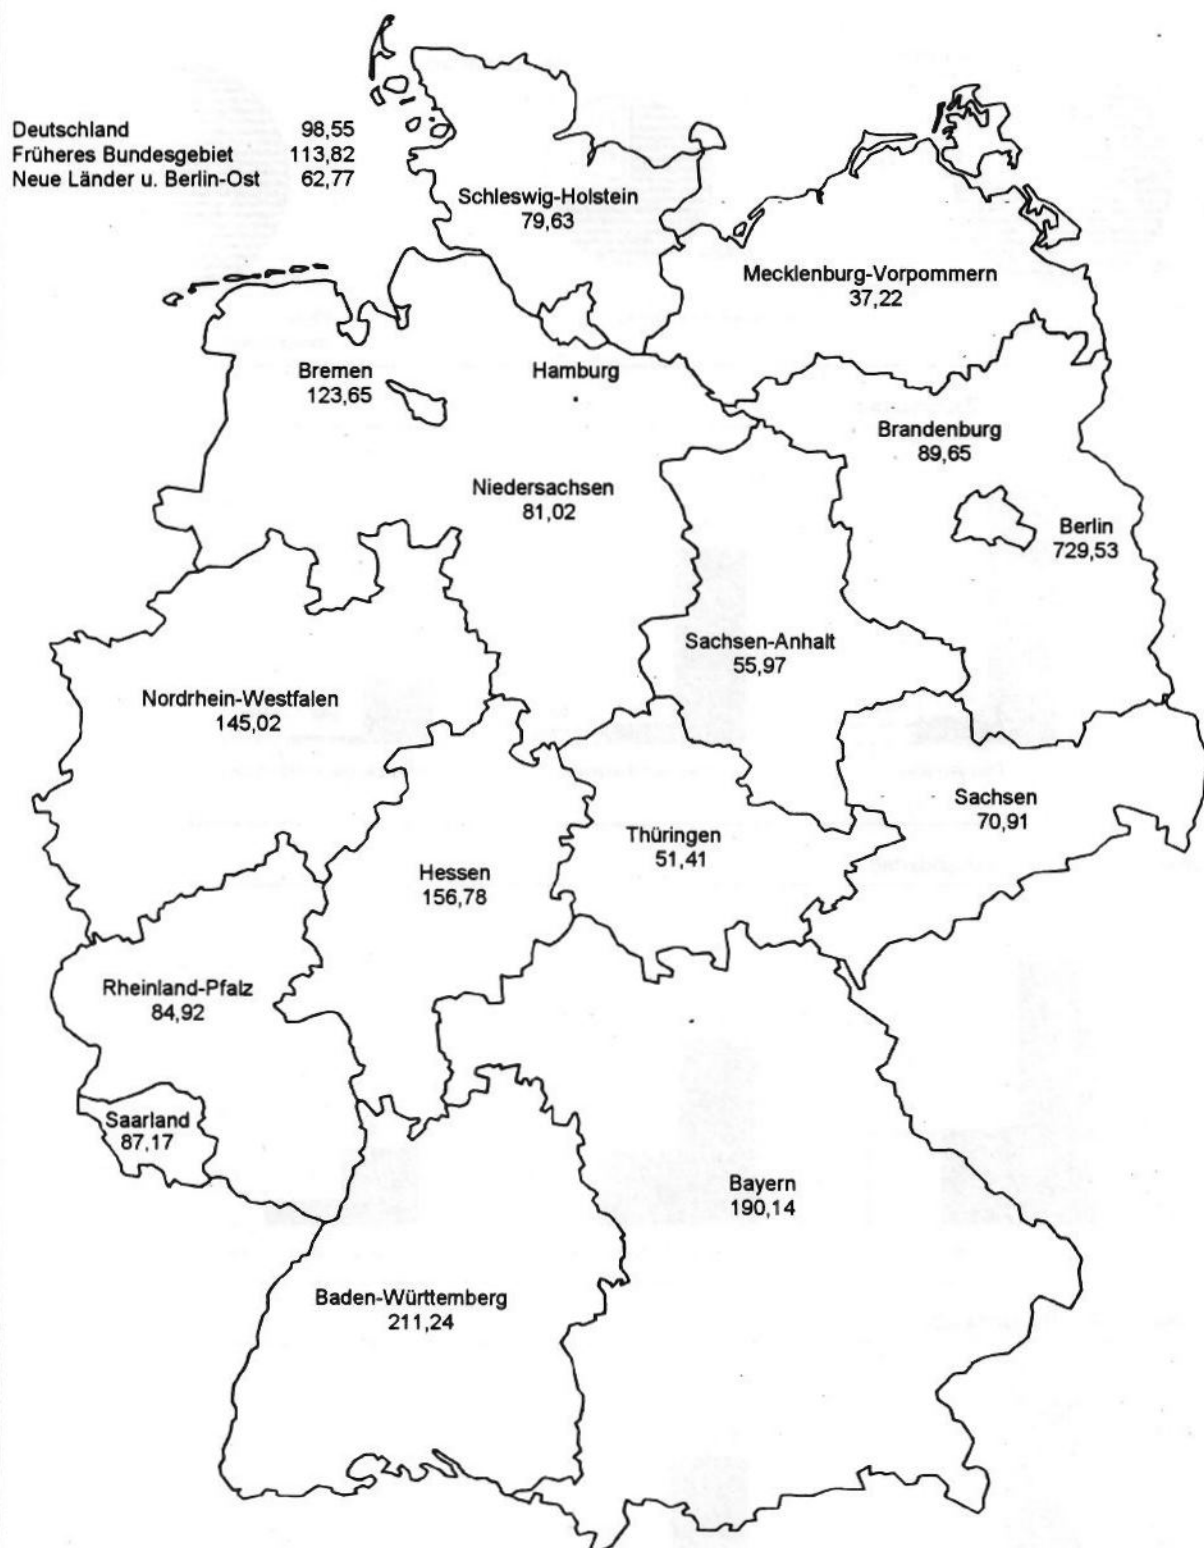 Deutschland 98,55
Früheres Bundesgebiet 113,82
Neue Länder u. Berlin-Ost 62,77
Schleswig-Holstein
79,63
Mecklenburg-Vorpommern
37,22
Bremen
123,65
Hamburg
Brandenburg
89,65
Niedersachsen
81,02
Berlin
729,53
Sachsen-Anhalt
55,97
Nordrhein-Westfalen
145,02
Sachsen
70,91
Thüringen
51,41
Hessen
156,78
Rheinland-Pfalz
84,92
Saarland
87,17
Bayern
190,14
Baden-Württemberg
211,24